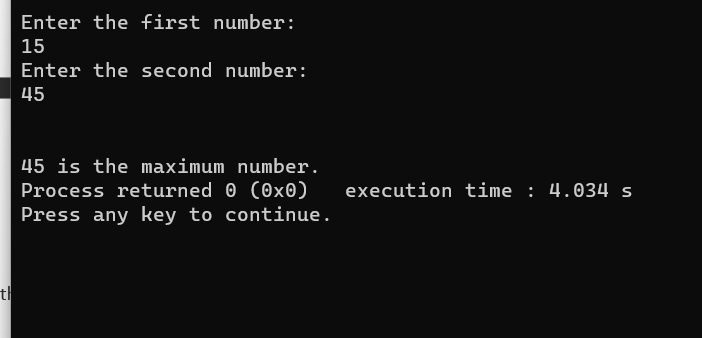 Enter the first number:
15
Enter the second number:
45
45 is the maximum number.
Process returned 0 (0x0)   execution time : 4.034 s
Press any key to continue.